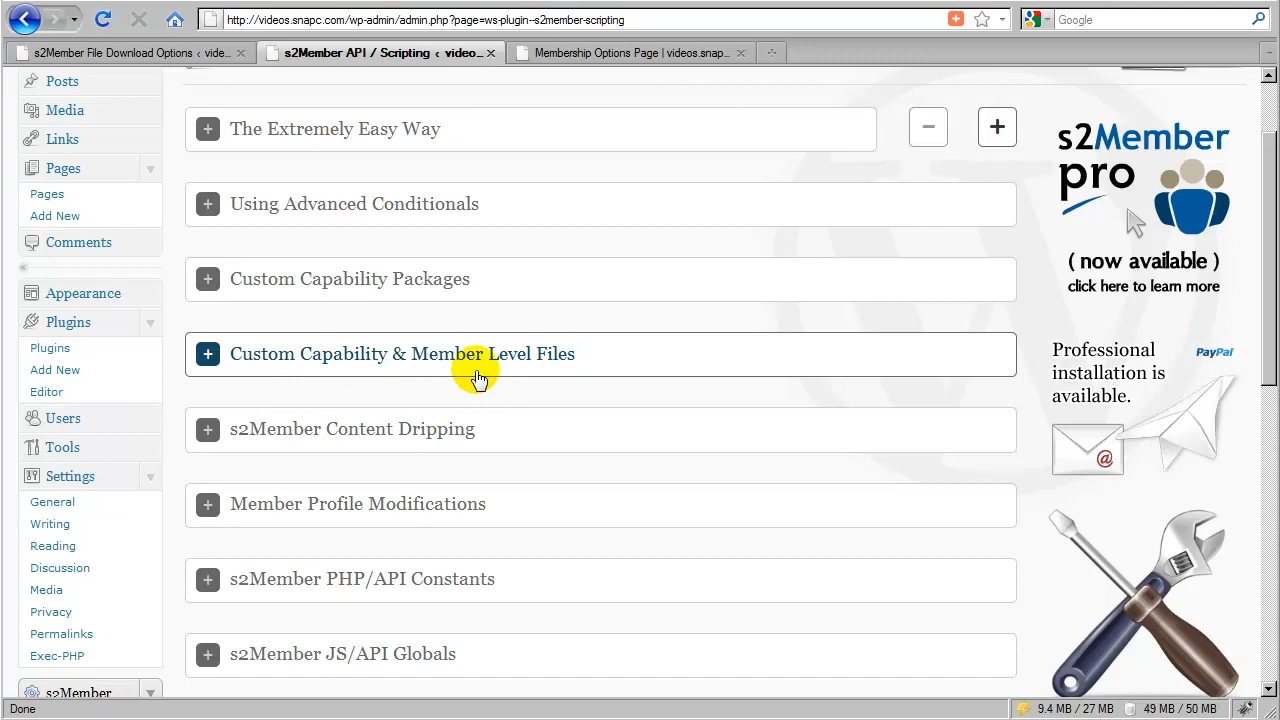 http://videos.snapc.com/wp-admin/admin.php?page=ws-plugin--s2member-scripting
Google
s2Member File Download Options ‹ vide...
s2Member API / Scripting ‹ video...
Membership Options Page | videos.snap...
Posts
Media
Links
Pages
Pages
Add New
Comments
Appearance
Plugins
Plugins
Add New
Editor
Users
Tools
Settings
General
Writing
Reading
Discussion
Media
Privacy
Permalinks
Exec-PHP
s2Member
The Extremely Easy Way
Using Advanced Conditionals
Custom Capability Packages
Custom Capability & Member Level Files
s2Member Content Dripping
Member Profile Modifications
s2Member PHP/API Constants
s2Member JS/API Globals
s2Member
pro
( now available )
click here to learn more
Professional
installation is
available.
PayPal
Done
9.4 MB / 27 MB
49 MB / 50 MB